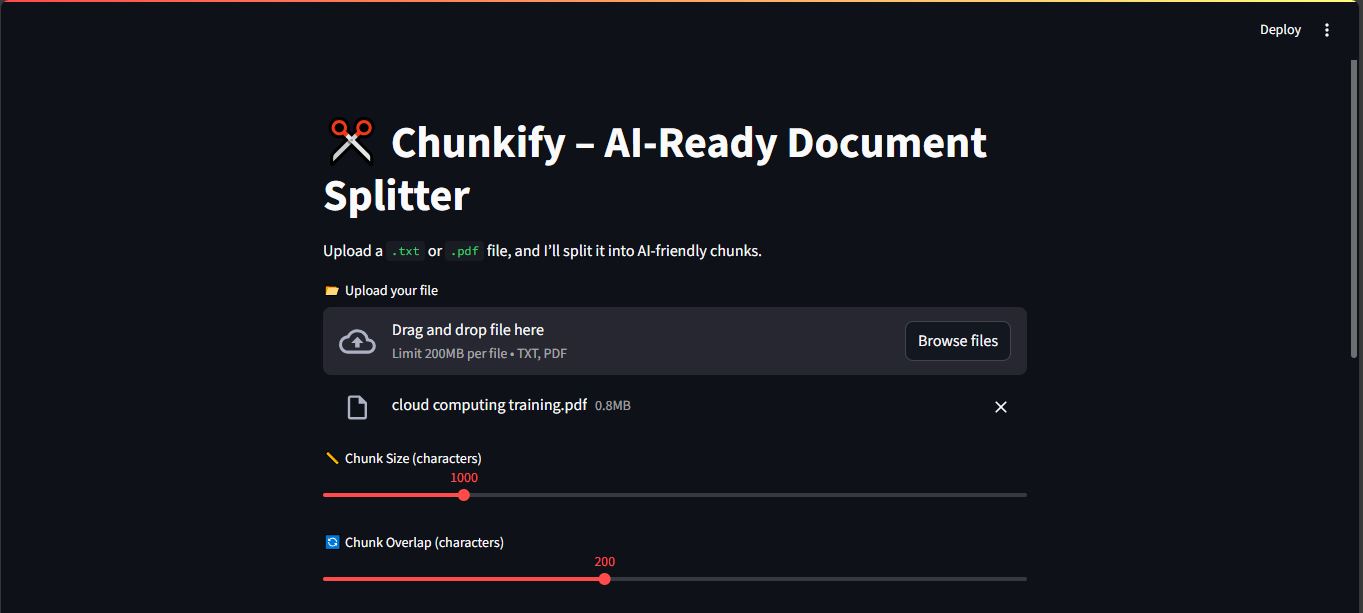 Deploy
Chunkify – AI-Ready Document
Splitter
Upload a .txt or .pdf file, and I’ll split it into AI-friendly chunks.
Upload your file
Drag and drop file here
Limit 200MB per file • TXT, PDF
Browse files
cloud computing training.pdf 0.8MB
Chunk Size (characters)
1000
Chunk Overlap (characters)
200